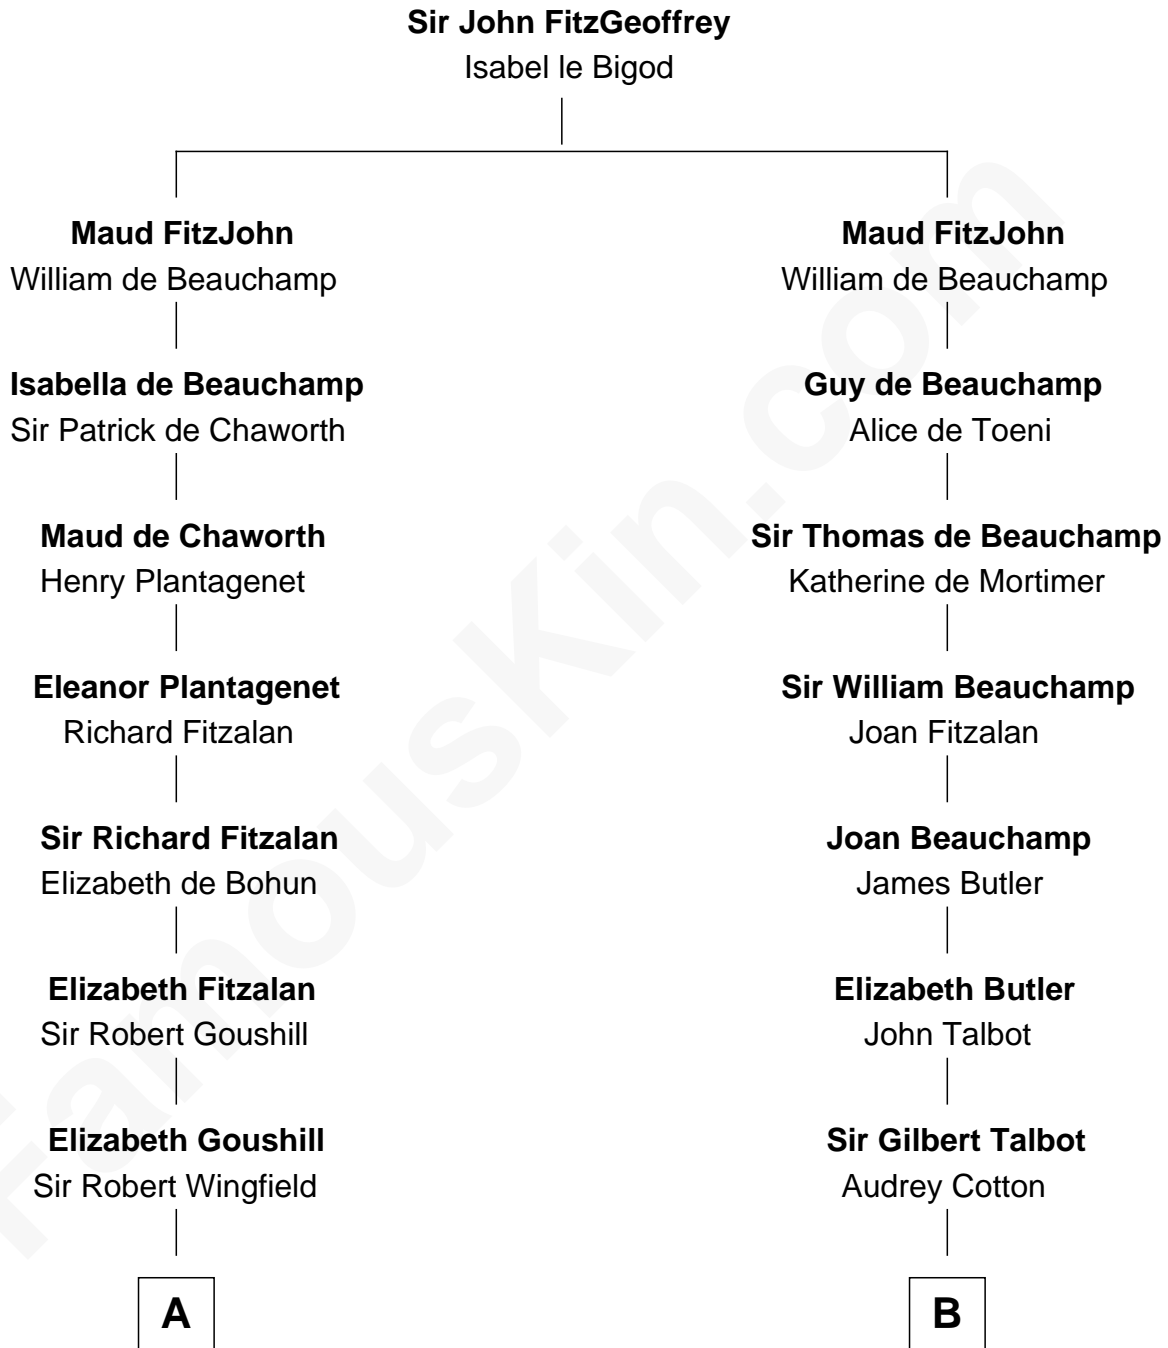 Sir John FitzGeoffrey
Isabel le Bigod
Maud FitzJohn
William de Beauchamp
Maud FitzJohn
William de Beauchamp
Isabella de Beauchamp
Sir Patrick de Chaworth
Guy de Beauchamp
Alice de Toeni
Maud de Chaworth
Henry Plantagenet
Sir Thomas de Beauchamp
Katherine de Mortimer
Eleanor Plantagenet
Richard Fitzalan
Sir William Beauchamp
Joan Fitzalan
Sir Richard Fitzalan
Elizabeth de Bohun
Joan Beauchamp
James Butler
Elizabeth Fitzalan
Sir Robert Goushill
Elizabeth Butler
John Talbot
Elizabeth Goushill
Sir Robert Wingfield
Sir Gilbert Talbot
Audrey Cotton
A
B
FamousKin.com